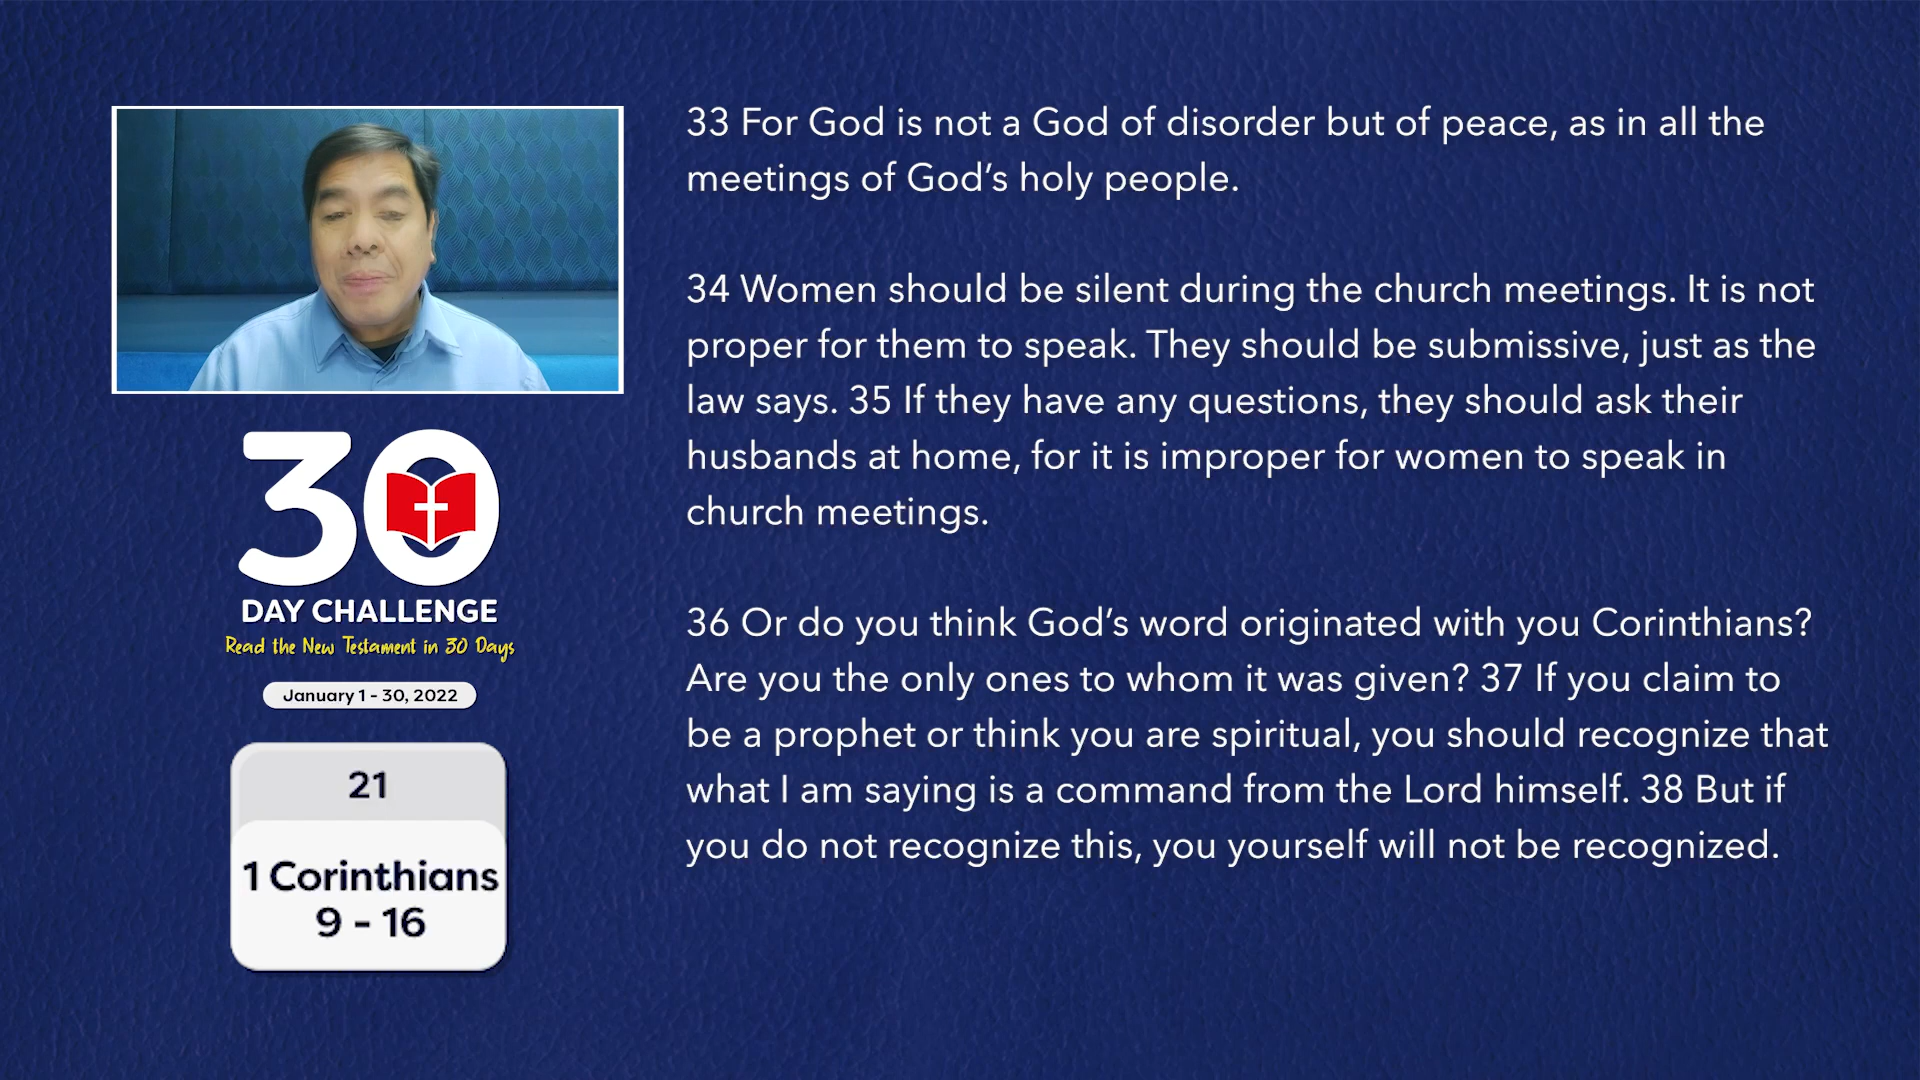 33 For God is not a God of disorder but of peace, as in all the
meetings of God’s holy people.
34 Women should be silent during the church meetings. It is not
proper for them to speak. They should be submissive, just as the
law says. 35 If they have any questions, they should ask their
husbands at home, for it is improper for women to speak in
church meetings.
36 Or do you think God’s word originated with you Corinthians?
Are you the only ones to whom it was given? 37 If you claim to
be a prophet or think you are spiritual, you should recognize that
what I am saying is a command from the Lord himself. 38 But if
you do not recognize this, you yourself will not be recognized.
30
DAY CHALLENGE
Read the New Testament in 30 Days
January 1 - 30, 2022
21
1 Corinthians
9 - 16